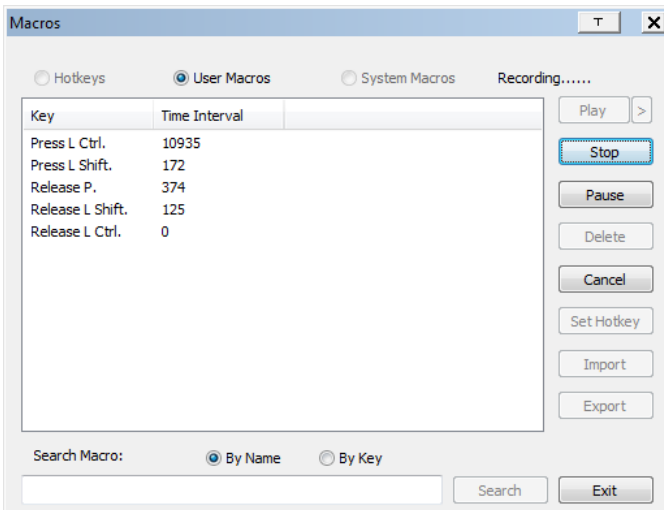 Macros T X
Hotkeys User Macros System Macros Recording......
Key Time Interval
Press L Ctrl. 10935
Press L Shift. 172
Release P. 374
Release L Shift. 125
Release L Ctrl. 0
Play >
Stop
Pause
Delete
Cancel
Set Hotkey
Import
Export
Search Macro: By Name By Key
Search Exit